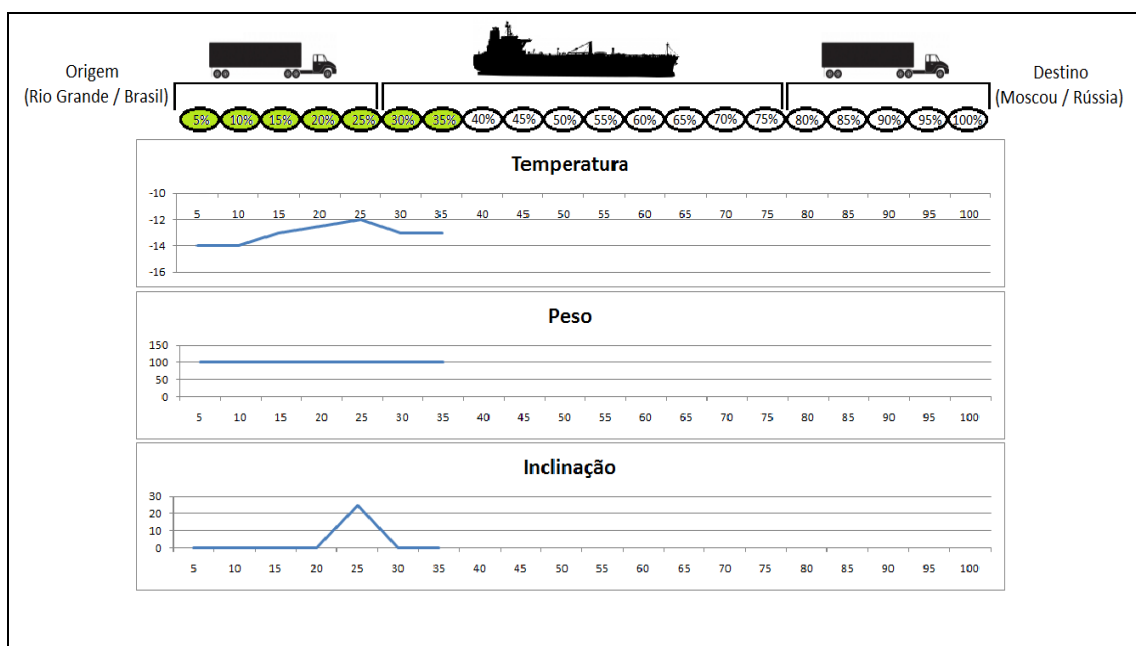 Origem
(Rio Grande / Brasil)
Destino
(Moscou / Rússia)
5% 10% 15% 20% 25% 30% 35% 40% 45% 50% 55% 60% 65% 70% 75% 80% 85% 90% 95% 100%
Temperatura
-10
5 10 15 20 25 30 35 40 45 50 55 60 65 70 75 80 85 90 95 100
-12
-14
-16
Peso
150
100
50
0
5 10 15 20 25 30 35 40 45 50 55 60 65 70 75 80 85 90 95 100
Inclinação
30
20
10
0
5 10 15 20 25 30 35 40 45 50 55 60 65 70 75 80 85 90 95 100